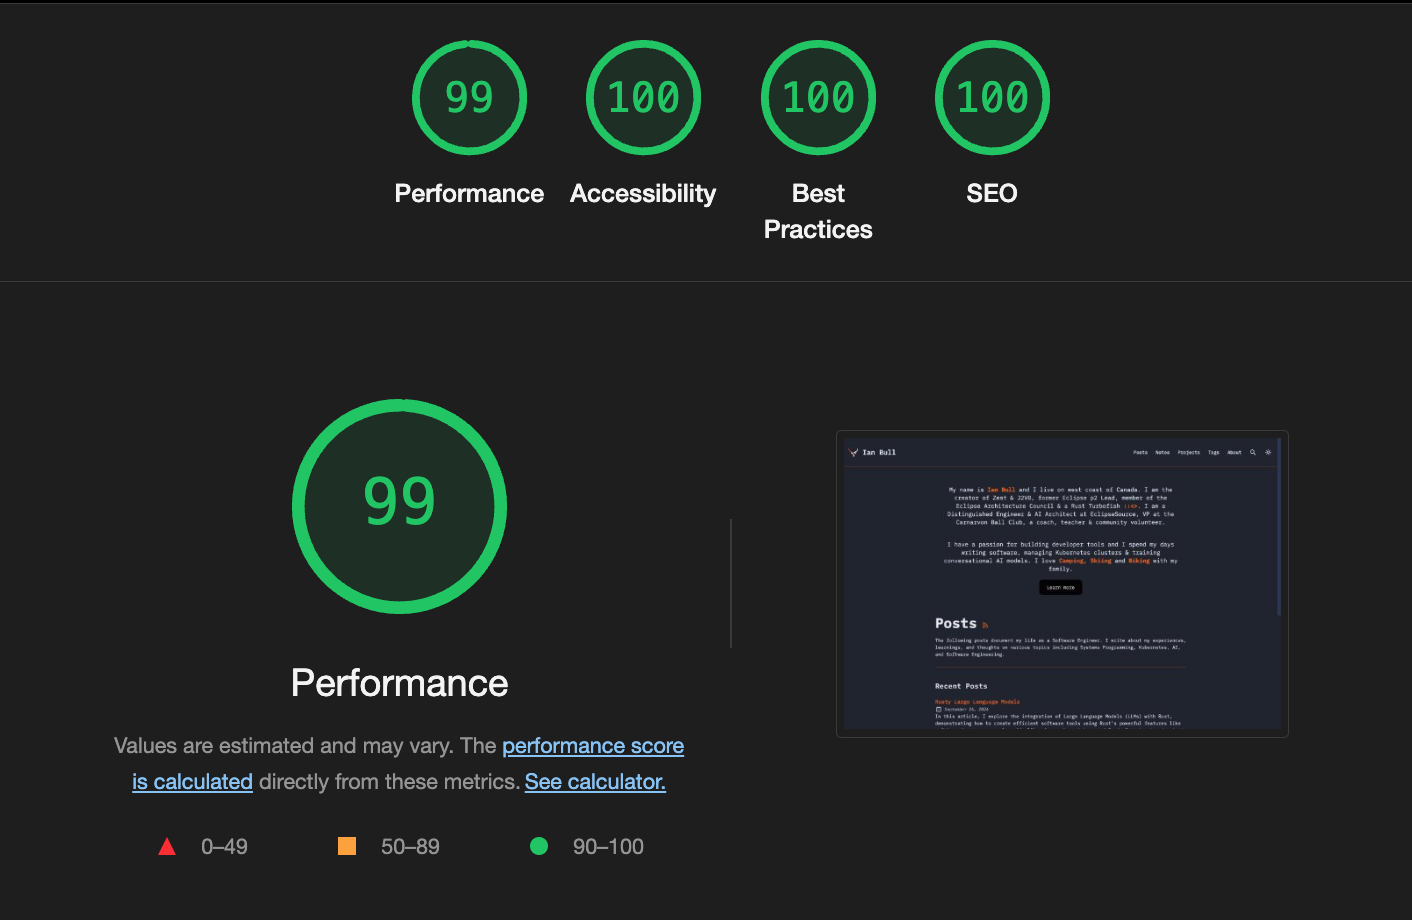 99
100
100
100
Performance
Accessibility
Best
Practices
SEO
99
Performance
Values are estimated and may vary. The performance score
is calculated directly from these metrics. See calculator.
0–49
50–89
90–100
Ian Bull
Posts Notes Projects Tags About
My name is Ian Bull and I live on west coast of Canada. I am the
creator of Zest & J2V8, former Eclipse p2 Lead, member of the
Eclipse Architecture Council & a Rust Turbofish ::<>. I am a
Distinguished Engineer & AI Architect at EclipseSource, VP at the
Carnarvon Ball Club, a coach, teacher & community volunteer.
I have a passion for building developer tools and I spend my days
writing software, managing Kubernetes clusters & training
conversational AI models. I love Camping, Skiing and Biking with my
family.
Learn more
Posts
The following posts document my life as a Software Engineer. I write about my experiences,
learnings, and thoughts on various topics including Systems Programming, Kubernetes, AI,
and Software Engineering.
Recent Posts
Rusty Large Language Models
September 26, 2024
In this article, I explore the integration of Large Language Models (LLMs) with Rust,
demonstrating how to create efficient software tools using Rust's powerful features like